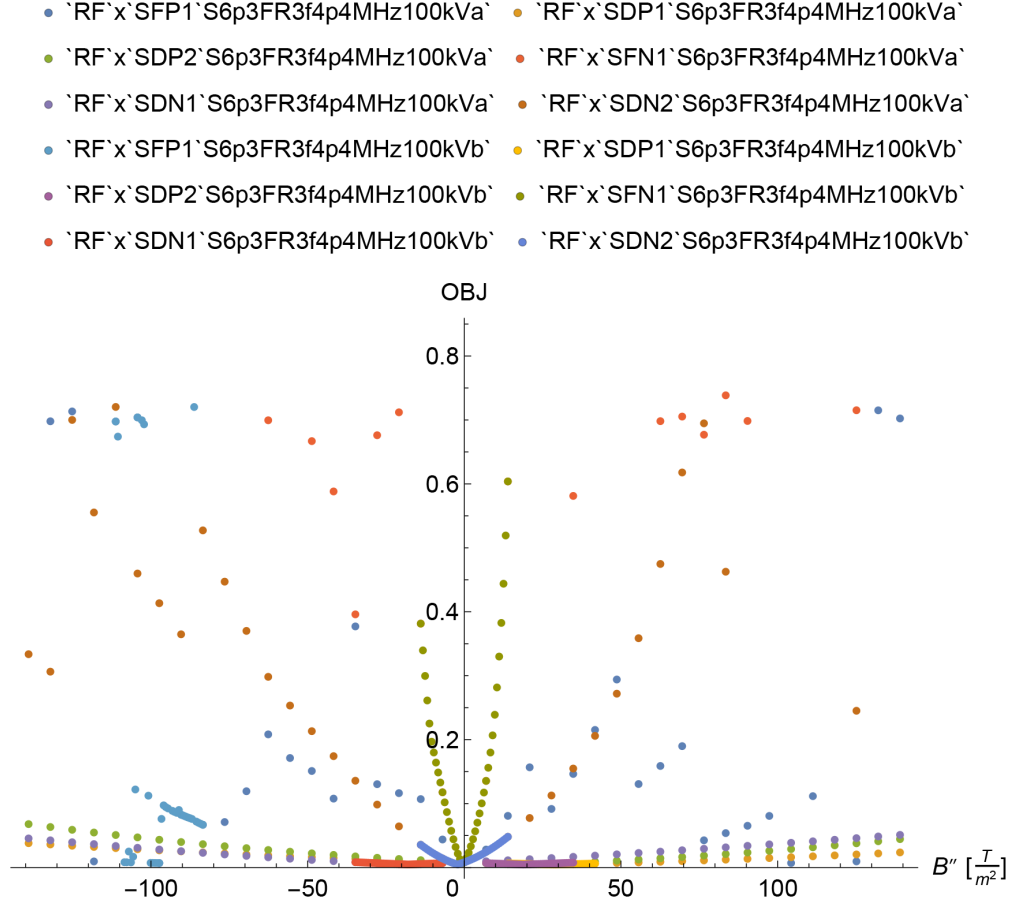 `RF`x`SFP1`S6p3FR3f4p4MHz100kVa` `RF`x`SDP1`S6p3FR3f4p4MHz100kVa`
`RF`x`SDP2`S6p3FR3f4p4MHz100kVa` `RF`x`SFN1`S6p3FR3f4p4MHz100kVa`
`RF`x`SDN1`S6p3FR3f4p4MHz100kVa` `RF`x`SDN2`S6p3FR3f4p4MHz100kVa`
`RF`x`SFP1`S6p3FR3f4p4MHz100kVb` `RF`x`SDP1`S6p3FR3f4p4MHz100kVb`
`RF`x`SDP2`S6p3FR3f4p4MHz100kVb` `RF`x`SFN1`S6p3FR3f4p4MHz100kVb`
`RF`x`SDN1`S6p3FR3f4p4MHz100kVb` `RF`x`SDN2`S6p3FR3f4p4MHz100kVb`
OBJ
0.8
0.6
0.4
0.2
−100 −50 0 50 100
B″ [T/m²]